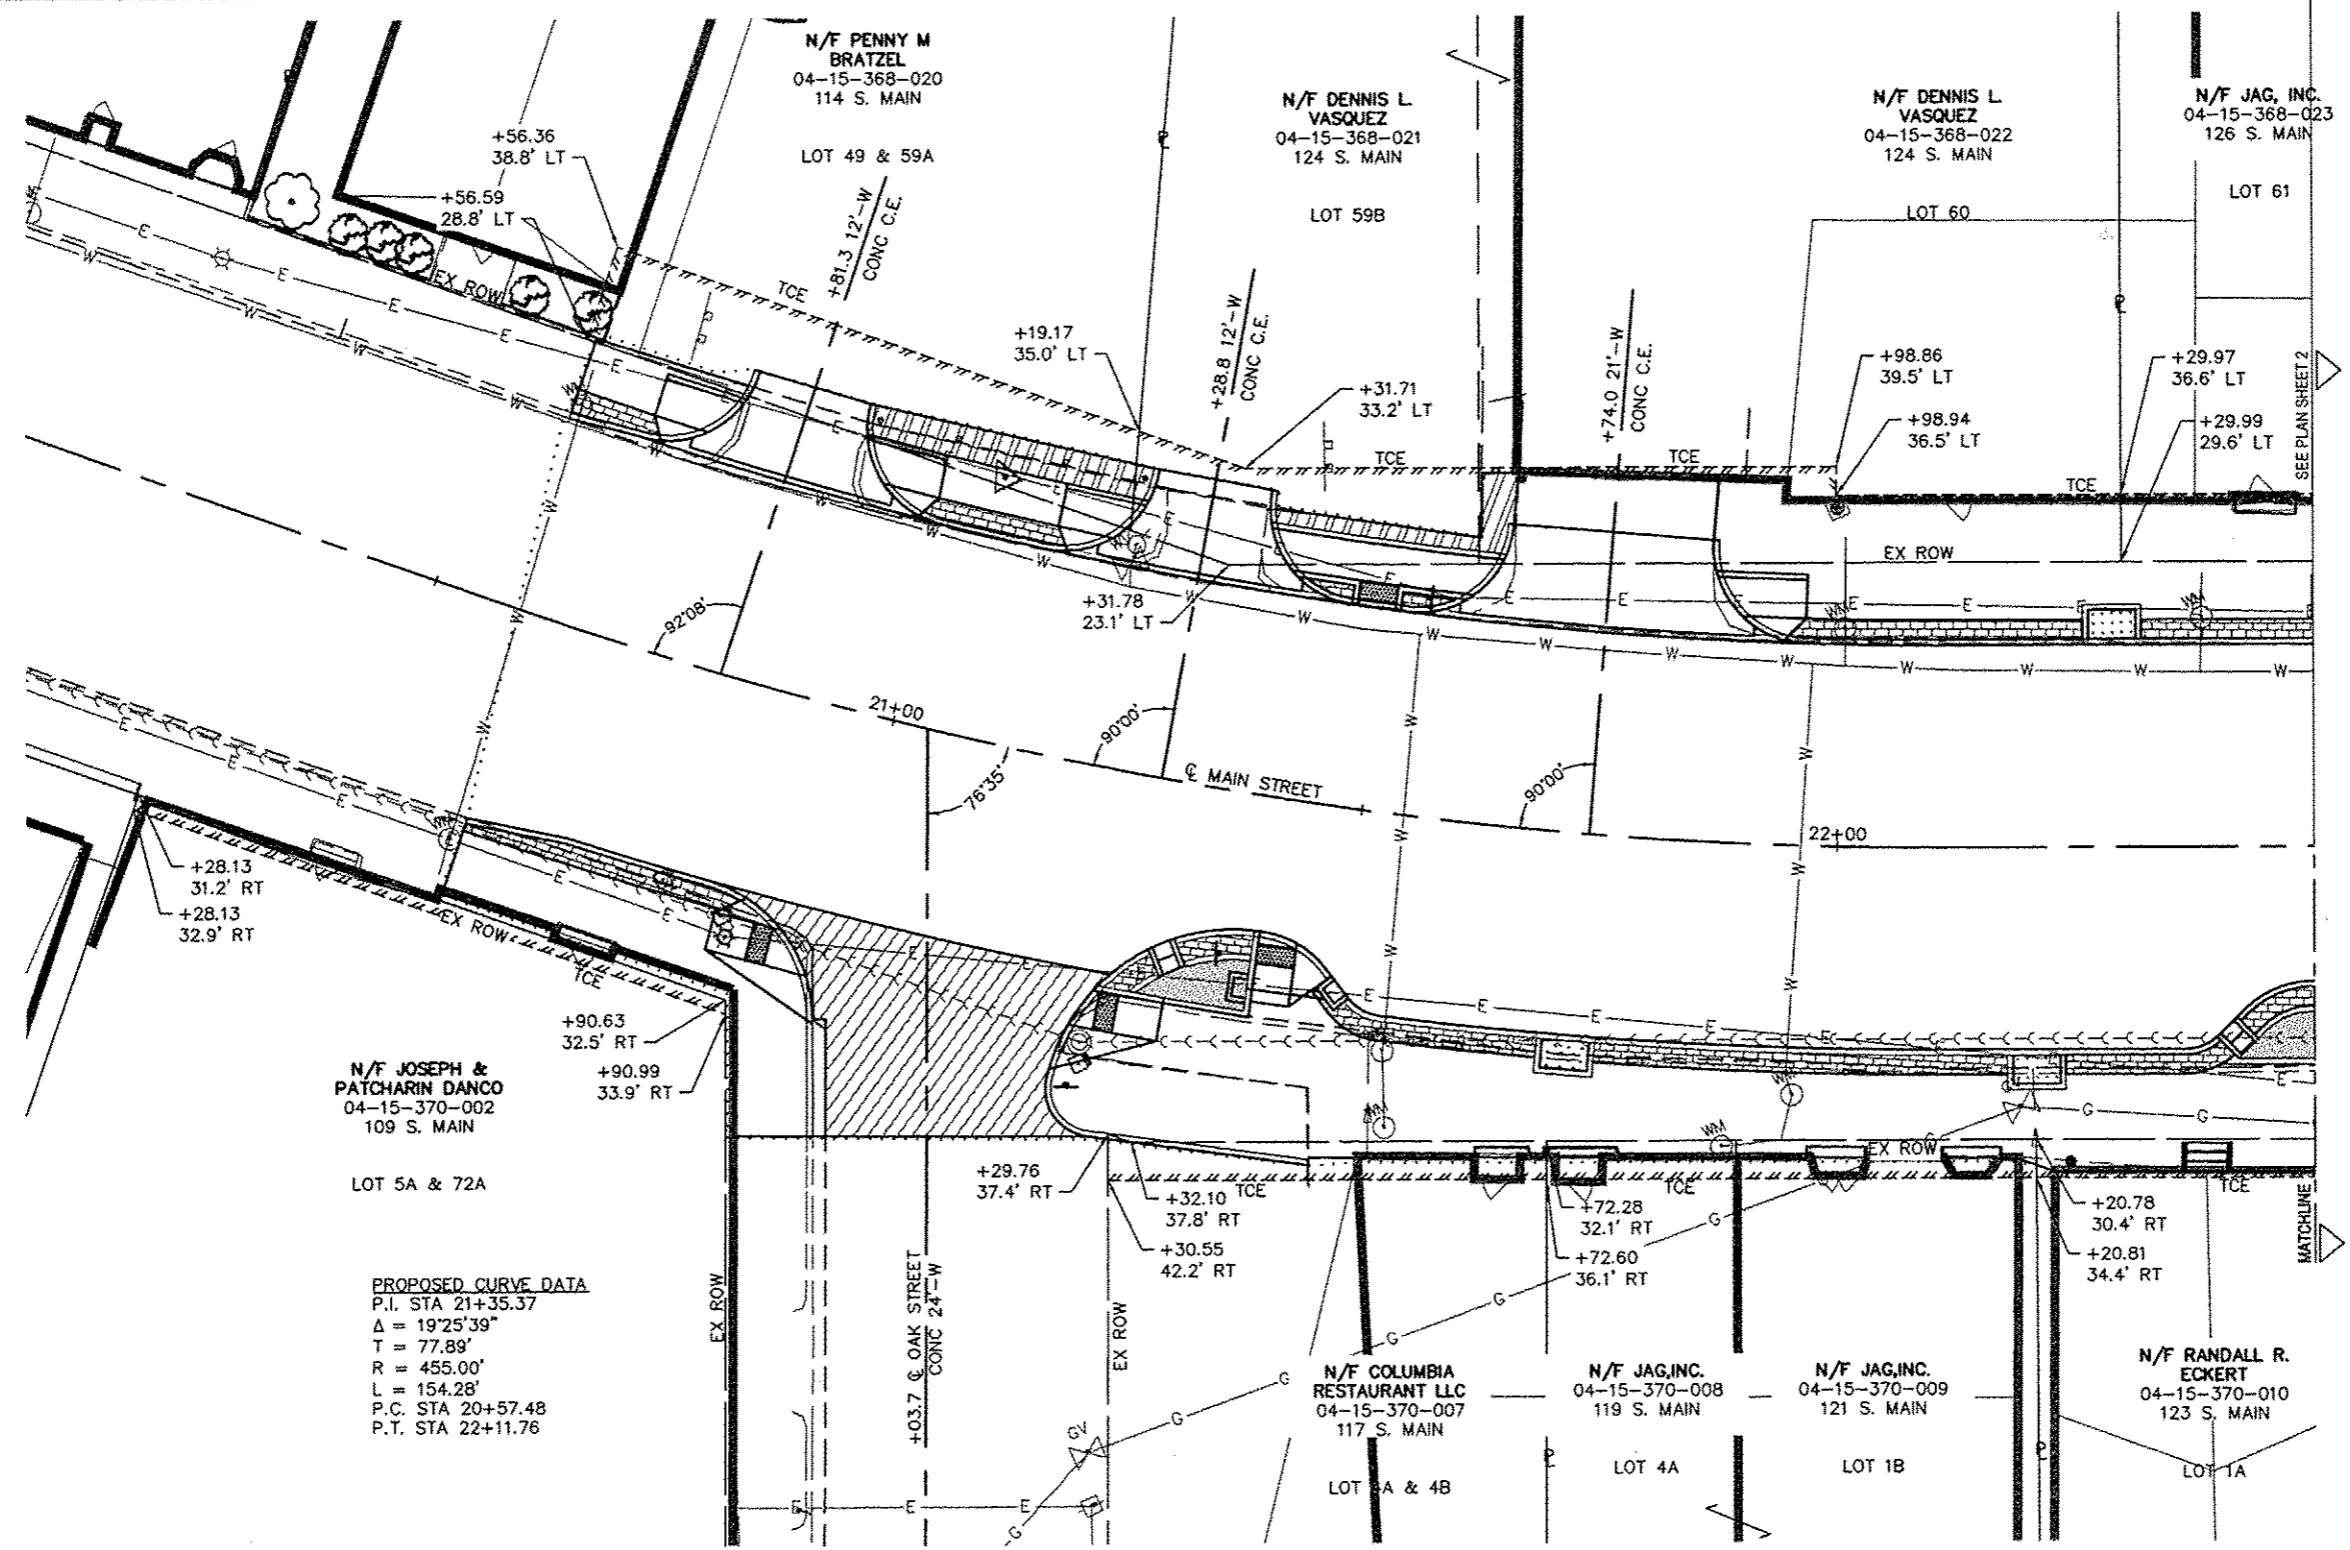 N/F PENNY M
BRATZEL
04-15-368-020
114 S. MAIN
LOT 49 & 59A
N/F DENNIS L.
VASQUEZ
04-15-368-021
124 S. MAIN
LOT 59B
N/F DENNIS L.
VASQUEZ
04-15-368-022
124 S. MAIN
LOT 60
N/F JAG, INC.
04-15-368-023
126 S. MAIN
LOT 61
+56.36
38.8' LT
+56.59
28.8' LT
+81.3 12'-W
CONC C.E.
+19.17
35.0' LT
+28.8 12'-W
CONC C.E.
+31.71
33.2' LT
+74.0 21'-W
CONC C.E.
+98.86
39.5' LT
+98.94
36.5' LT
+29.97
36.6' LT
+29.99
29.6' LT
SEE PLAN SHEET 2
EX ROW
TCE
TCE
TCE
TCE
EX ROW
+31.78
23.1' LT
92°08'
21+00
90°00'
76°35'
℄ MAIN STREET
90°00'
22+00
+28.13
31.2' RT
+28.13
32.9' RT
EX ROW
TCE
+90.63
32.5' RT
+90.99
33.9' RT
N/F JOSEPH &
PATCHARIN DANCO
04-15-370-002
109 S. MAIN
LOT 5A & 72A
+29.76
37.4' RT
+32.10
37.8' RT
+30.55
42.2' RT
TCE
+72.28
32.1' RT
+72.60
36.1' RT
TCE
EX ROW
+20.78
30.4' RT
+20.81
34.4' RT
TCE
MATCHLINE
PROPOSED CURVE DATA
P.I. STA 21+35.37
Δ = 19°25'39"
T = 77.89'
R = 455.00'
L = 154.28'
P.C. STA 20+57.48
P.T. STA 22+11.76
EX ROW
+03.7 ℄ OAK STREET
CONC 24'-W
EX ROW
GV
N/F COLUMBIA
RESTAURANT LLC
04-15-370-007
117 S. MAIN
LOT A & 4B
N/F JAG,INC.
04-15-370-008
119 S. MAIN
LOT 4A
N/F JAG,INC.
04-15-370-009
121 S. MAIN
LOT 1B
N/F RANDALL R.
ECKERT
04-15-370-010
123 S. MAIN
LOT 1A